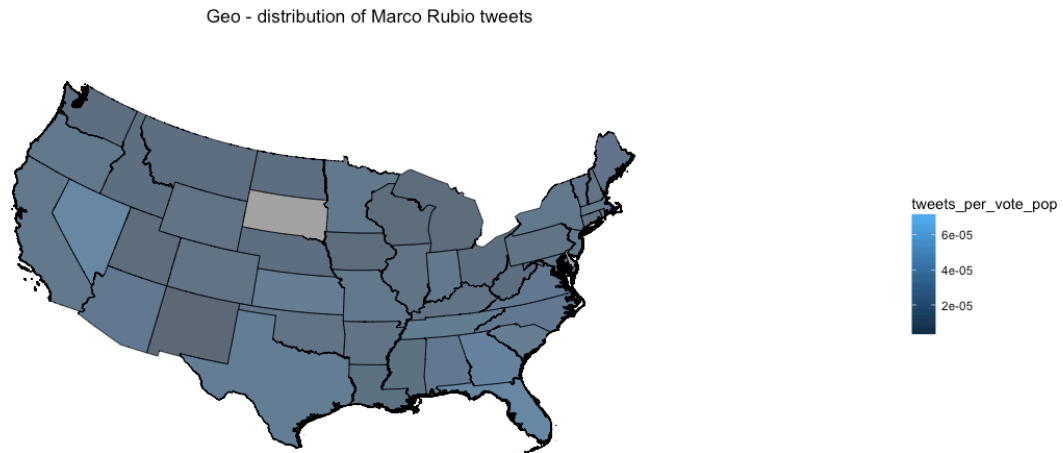 Geo - distribution of Marco Rubio tweets
tweets_per_vote_pop
6e-05
4e-05
2e-05